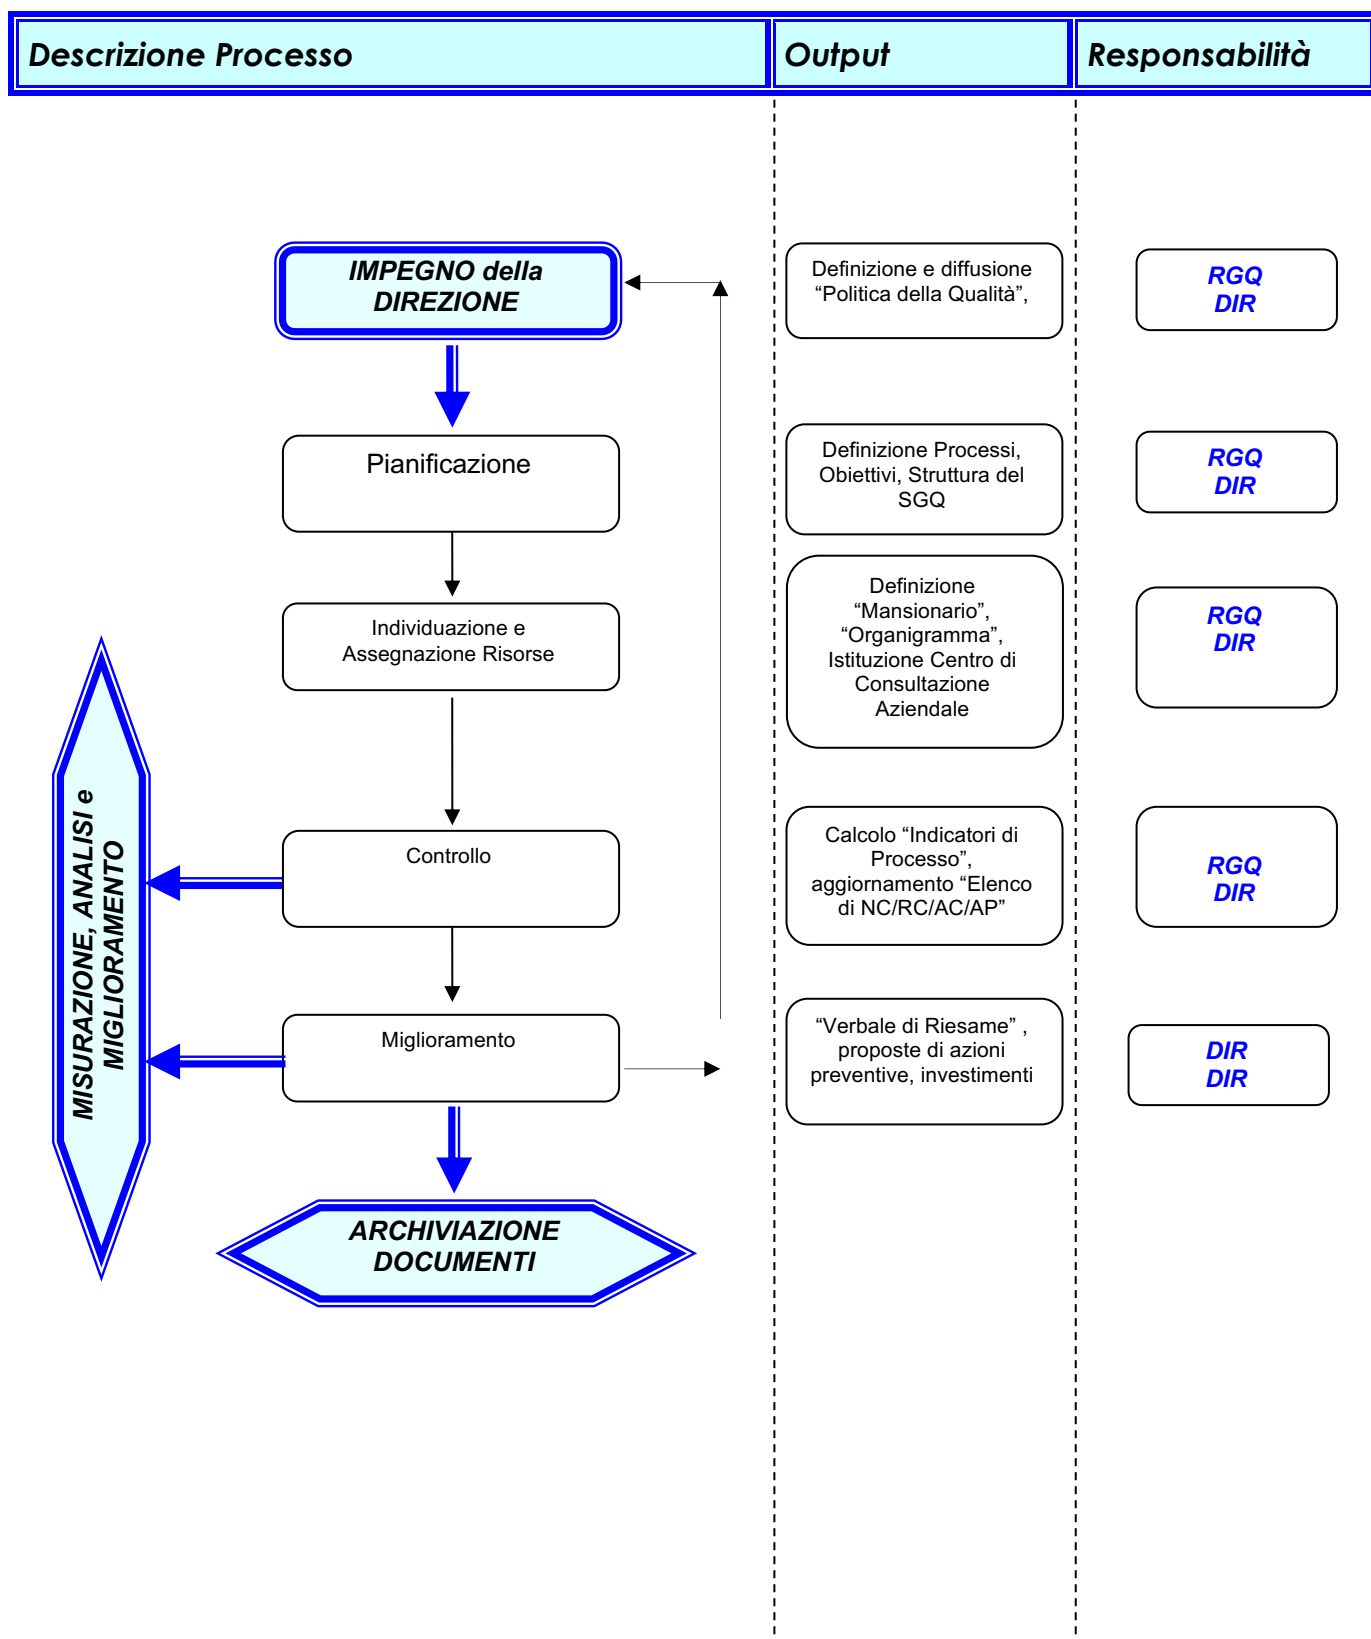 Descrizione Processo
Output
Responsabilità
IMPEGNO della
DIREZIONE
Definizione e diffusione
“Politica della Qualità”,
RGQ
DIR
Pianificazione
Definizione Processi,
Obiettivi, Struttura del
SGQ
RGQ
DIR
Individuazione e
Assegnazione Risorse
Definizione
“Mansionario”,
“Organigramma”,
Istituzione Centro di
Consultazione
Aziendale
RGQ
DIR
MISURAZIONE, ANALISI e
MIGLIORAMENTO
Controllo
Calcolo “Indicatori di
Processo”,
aggiornamento “Elenco
di NC/RC/AC/AP”
RGQ
DIR
Miglioramento
“Verbale di Riesame” ,
proposte di azioni
preventive, investimenti
DIR
DIR
ARCHIVIAZIONE
DOCUMENTI